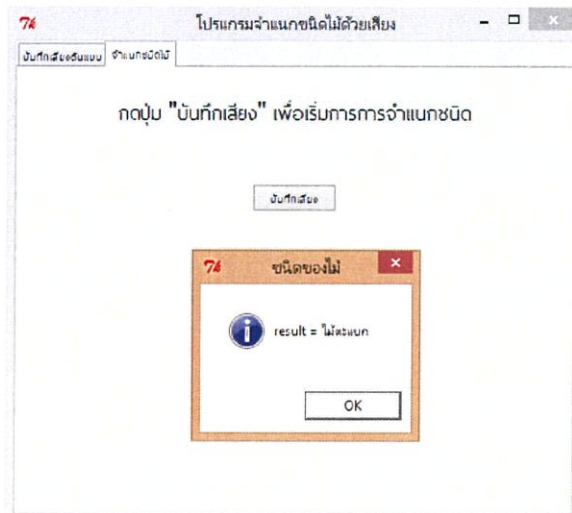 โปรแกรมจำแนกชนิดไม้ด้วยเสียง
บันทึกเสียงต้นแบบ จำแนกชนิดไม้
กดปุ่ม "บันทึกเสียง" เพื่อเริ่มการการจำแนกชนิด
บันทึกเสียง
ชนิดของไม้
result = ไม้ตะแบก
OK